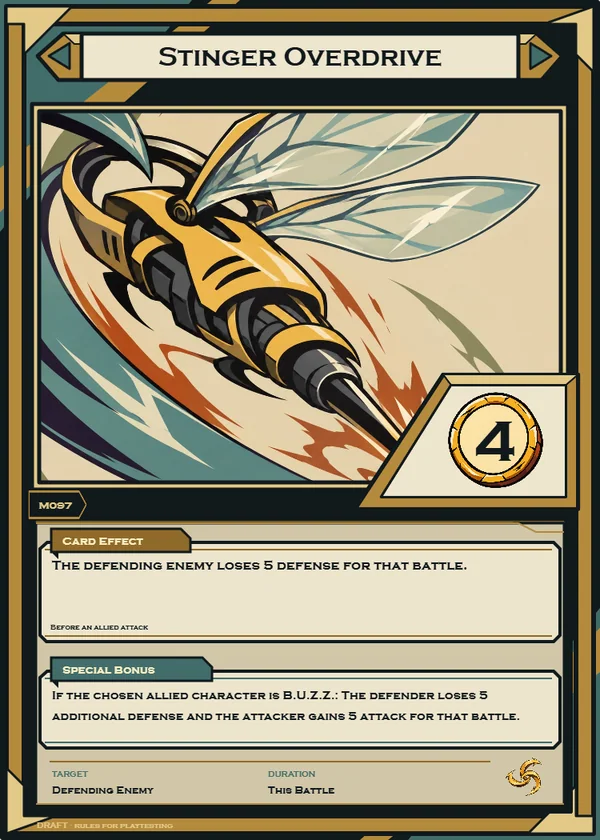 Stinger Overdrive
4
M097
Card Effect
The defending enemy loses 5 defense for that battle.
Before an allied attack
Special Bonus
If the chosen allied character is B.U.Z.Z.: The defender loses 5
additional defense and the attacker gains 5 attack for that battle.
Target
Duration
Defending Enemy
This Battle
DRAFT · Rules for playtesting